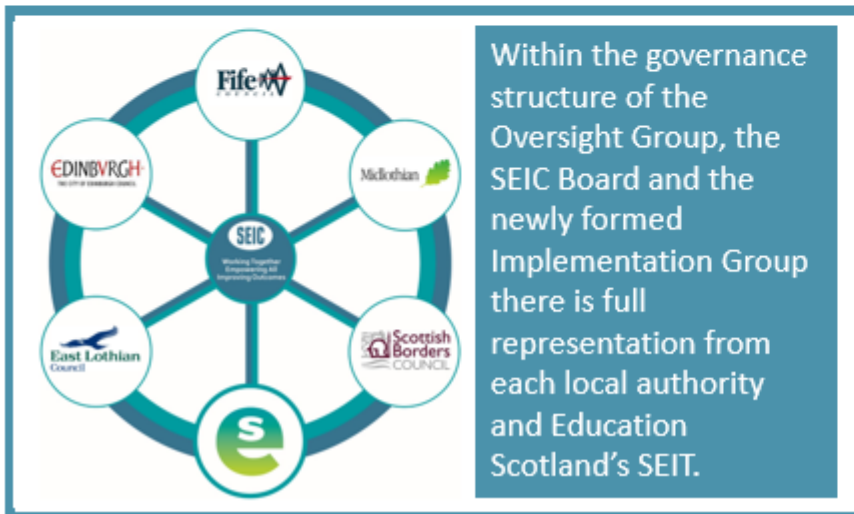 Fife
COUNCIL
EDINBVRGH
THE CITY OF EDINBURGH COUNCIL
Midlothian
SEIC
Working Together
Empowering All
Improving Outcomes
East Lothian
Council
Scottish
Borders
COUNCIL
s
e
Within the governance
structure of the
Oversight Group, the
SEIC Board and the
newly formed
Implementation Group
there is full
representation from
each local authority
and Education
Scotland's SEIT.